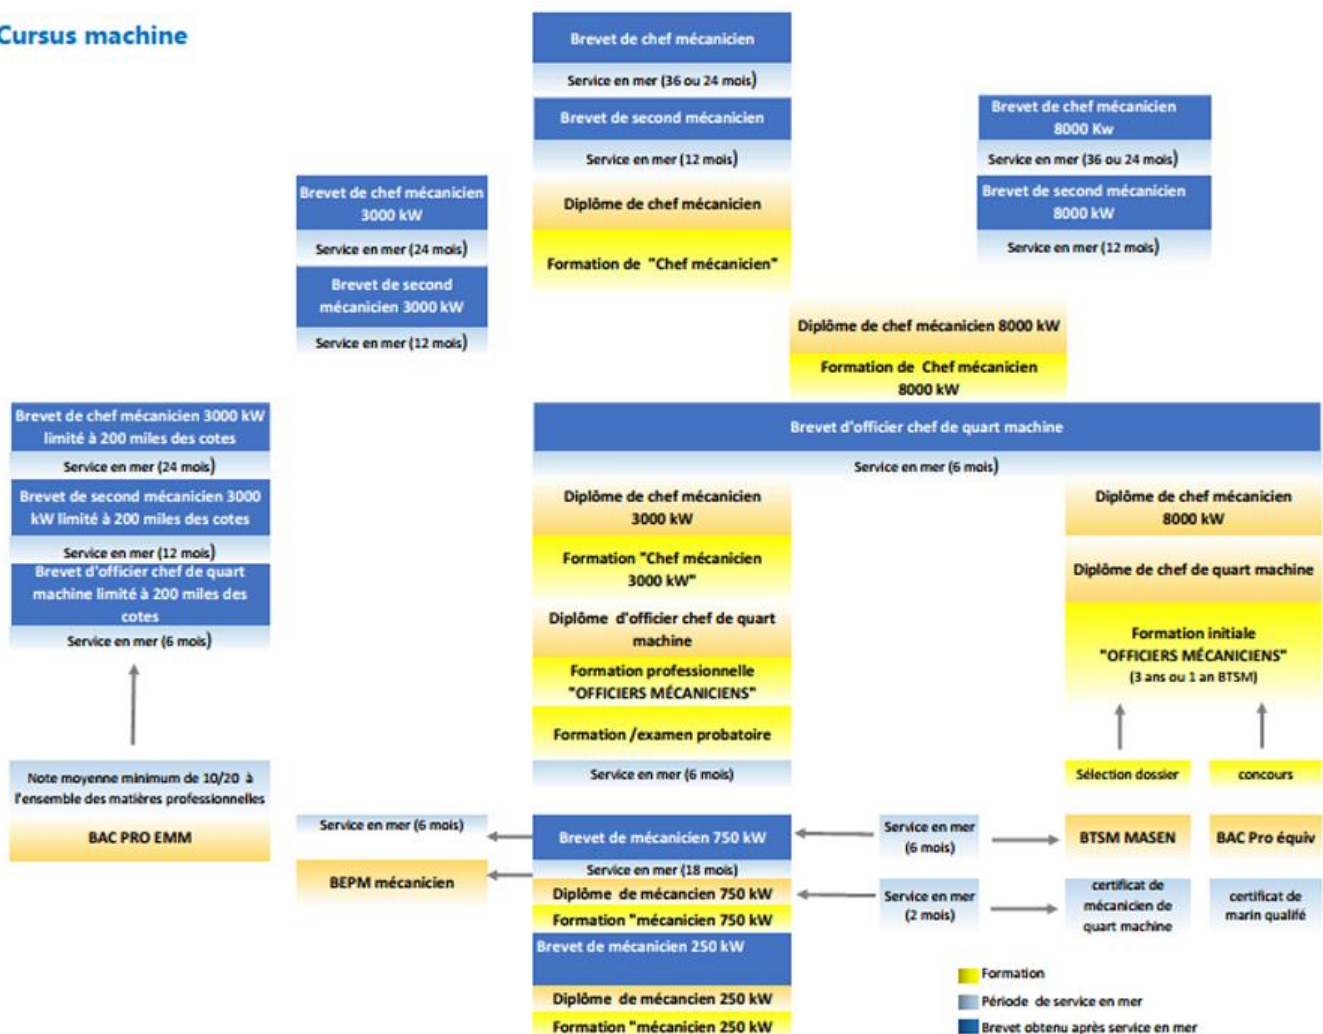 Cursus machine
Brevet de chef mécanicien
Service en mer (36 ou 24 mois)
Brevet de second mécanicien
Service en mer (12 mois)
Diplôme de chef mécanicien
Formation de "Chef mécanicien"
Brevet de chef mécanicien
8000 Kw
Service en mer (36 ou 24 mois)
Brevet de second mécanicien
8000 kW
Service en mer (12 mois)
Brevet de chef mécanicien
3000 kW
Service en mer (24 mois)
Brevet de second
mécanicien 3000 kW
Service en mer (12 mois)
Diplôme de chef mécanicien 8000 kW
Formation de Chef mécanicien
8000 kW
Brevet de chef mécanicien 3000 kW
limité à 200 miles des cotes
Service en mer (24 mois)
Brevet de second mécanicien 3000
kW limité à 200 miles des cotes
Service en mer (12 mois)
Brevet d'officier chef de quart
machine limité à 200 miles des
cotes
Service en mer (6 mois)
Note moyenne minimum de 10/20 à
l'ensemble des matières professionnelles
BAC PRO EMM
Brevet d'officier chef de quart machine
Service en mer (6 mois)
Diplôme de chef mécanicien
3000 kW
Formation "Chef mécanicien
3000 kW"
Diplôme d'officier chef de quart
machine
Formation professionnelle
"OFFICIERS MÉCANICIENS"
Formation /examen probatoire
Service en mer (6 mois)
Diplôme de chef mécanicien
8000 kW
Diplôme de chef de quart machine
Formation initiale
"OFFICIERS MÉCANICIENS"
(3 ans ou 1 an BTSM)
Sélection dossier
concours
Service en mer (6 mois)
BEPM mécanicien
Brevet de mécanicien 750 kW
Service en mer (18 mois)
Diplôme de mécancien 750 kW
Formation "mécanicien 750 kW
Brevet de mécanicien 250 kW
Diplôme de mécancien 250 kW
Formation "mécanicien 250 kW
Service en mer
(6 mois)
Service en mer
(2 mois)
BTSM MASEN
BAC Pro équiv
certificat de
mécanicien de
quart machine
certificat de
marin qualifé
Formation
Période de service en mer
Brevet obtenu après service en mer